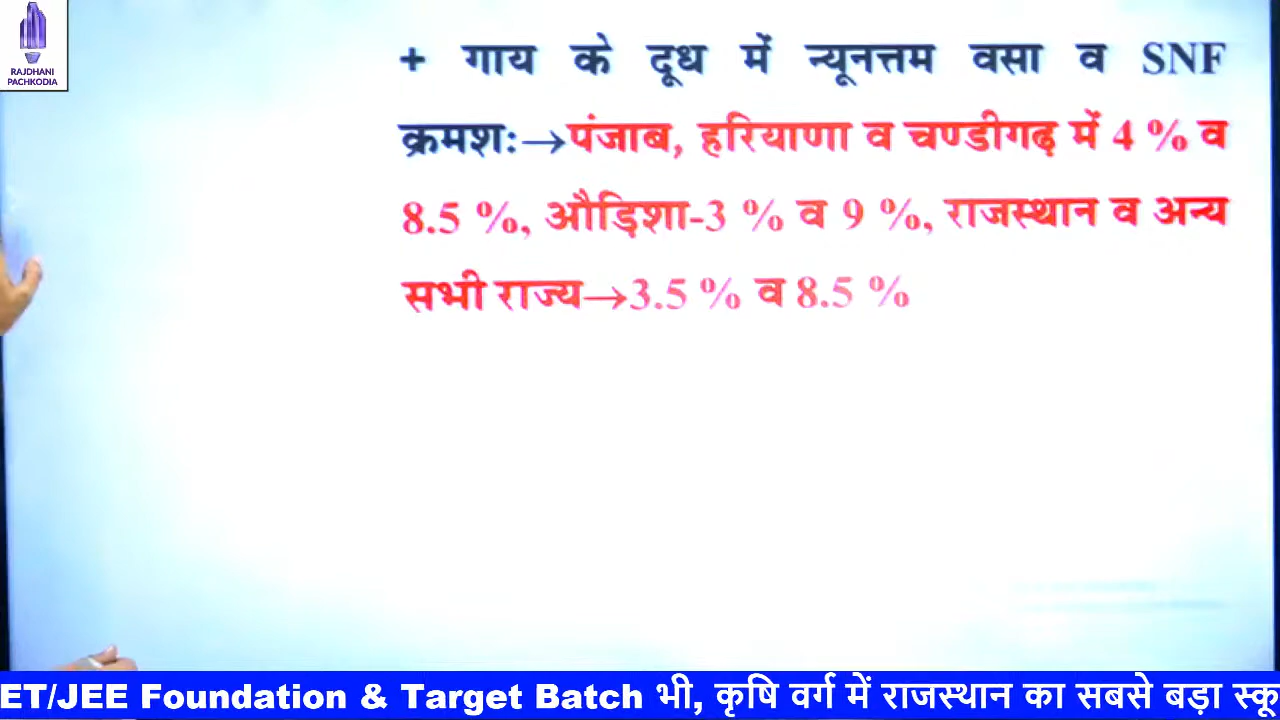 RAJDHANI
PACHKODIA
+ गाय के दूध में न्यूनत्तम वसा व SNF
क्रमशः→पंजाब, हरियाणा व चण्डीगढ़ में 4 % व
8.5 %, औड़िशा-3 % व 9 %, राजस्थान व अन्य
सभी राज्य→3.5 % व 8.5 %
ET/JEE Foundation & Target Batch भी, कृषि वर्ग में राजस्थान का सबसे बड़ा स्कू